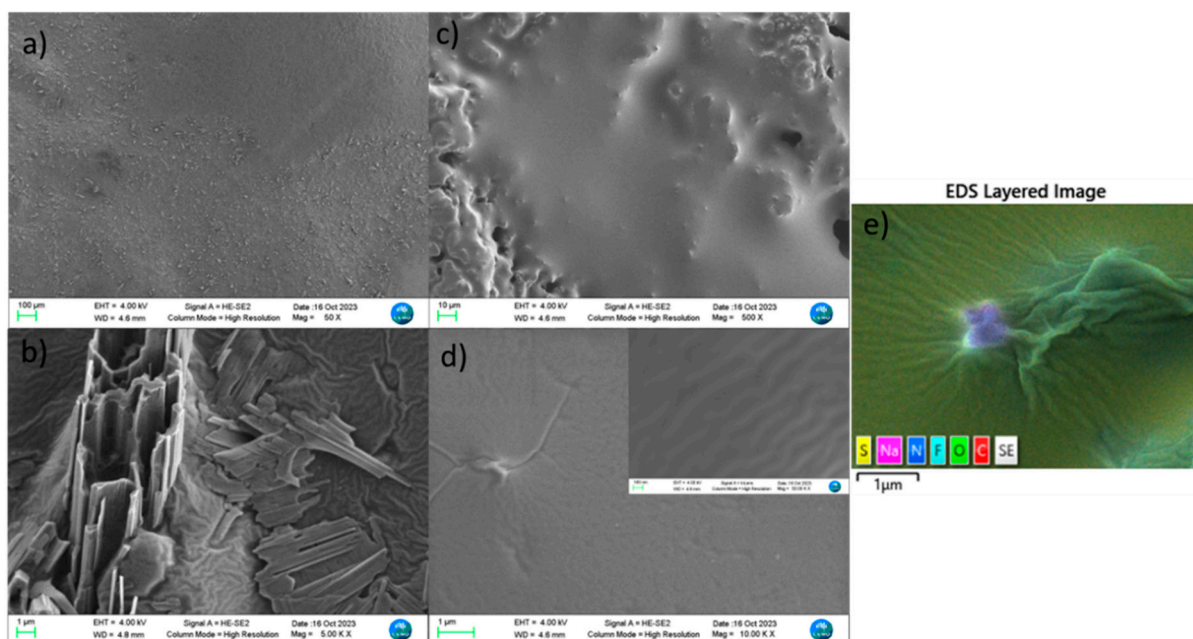 a)
100 µm
EHT = 4.00 kV
WD = 4.6 mm
Signal A = HE-SE2
Column Mode = High Resolution
Date :16 Oct 2023
Mag = 50 X
c)
10 µm
EHT = 4.00 kV
WD = 4.6 mm
Signal A = HE-SE2
Column Mode = High Resolution
Date :16 Oct 2023
Mag = 500 X
b)
1 µm
EHT = 4.00 kV
WD = 4.8 mm
Signal A = HE-SE2
Column Mode = High Resolution
Date :16 Oct 2023
Mag = 5.00 K X
d)
1 µm
EHT = 4.00 kV
WD = 4.6 mm
Signal A = HE-SE2
Column Mode = High Resolution
Date :16 Oct 2023
Mag = 10.00 K X
EDS Layered Image
e)
S Na N F O C SE
1µm